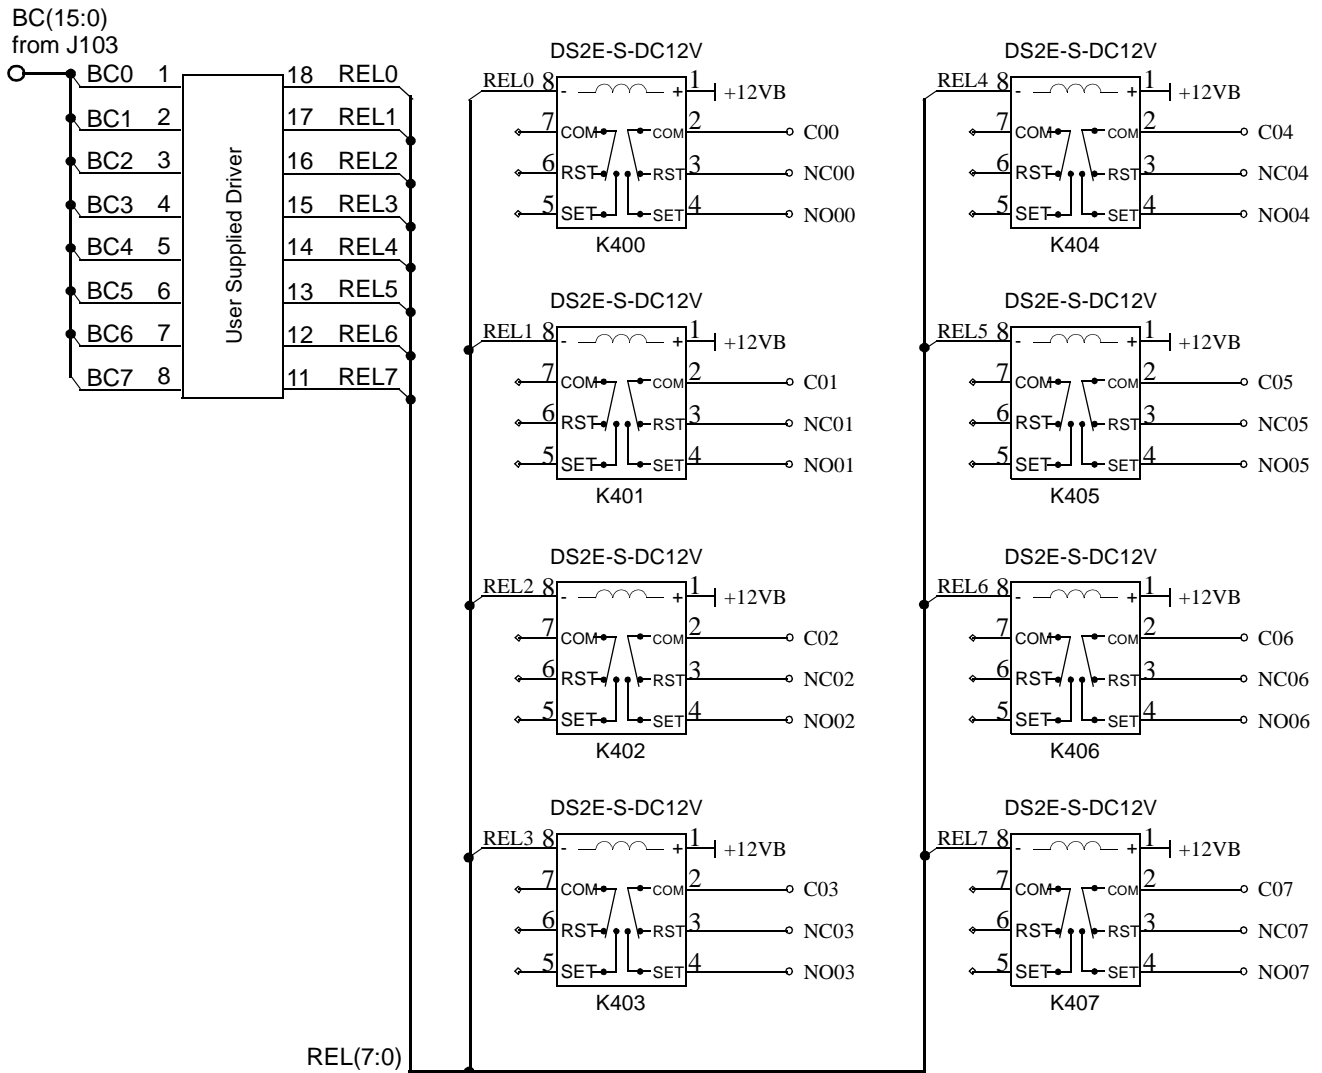 BC(15:0)
from J103
BC0 1 18 REL0
BC1 2 17 REL1
BC2 3 16 REL2
BC3 4 15 REL3
BC4 5 14 REL4
BC5 6 13 REL5
BC6 7 12 REL6
BC7 8 11 REL7
User Supplied Driver
DS2E-S-DC12V
REL0 8 - + 1 +12VB
7 COM COM 2 C00
6 RST RST 3 NC00
5 SET SET 4 NO00
K400
DS2E-S-DC12V
REL1 8 - + 1 +12VB
7 COM COM 2 C01
6 RST RST 3 NC01
5 SET SET 4 NO01
K401
DS2E-S-DC12V
REL2 8 - + 1 +12VB
7 COM COM 2 C02
6 RST RST 3 NC02
5 SET SET 4 NO02
K402
DS2E-S-DC12V
REL3 8 - + 1 +12VB
7 COM COM 2 C03
6 RST RST 3 NC03
5 SET SET 4 NO03
K403
DS2E-S-DC12V
REL4 8 - + 1 +12VB
7 COM COM 2 C04
6 RST RST 3 NC04
5 SET SET 4 NO04
K404
DS2E-S-DC12V
REL5 8 - + 1 +12VB
7 COM COM 2 C05
6 RST RST 3 NC05
5 SET SET 4 NO05
K405
DS2E-S-DC12V
REL6 8 - + 1 +12VB
7 COM COM 2 C06
6 RST RST 3 NC06
5 SET SET 4 NO06
K406
DS2E-S-DC12V
REL7 8 - + 1 +12VB
7 COM COM 2 C07
6 RST RST 3 NC07
5 SET SET 4 NO07
K407
REL(7:0)